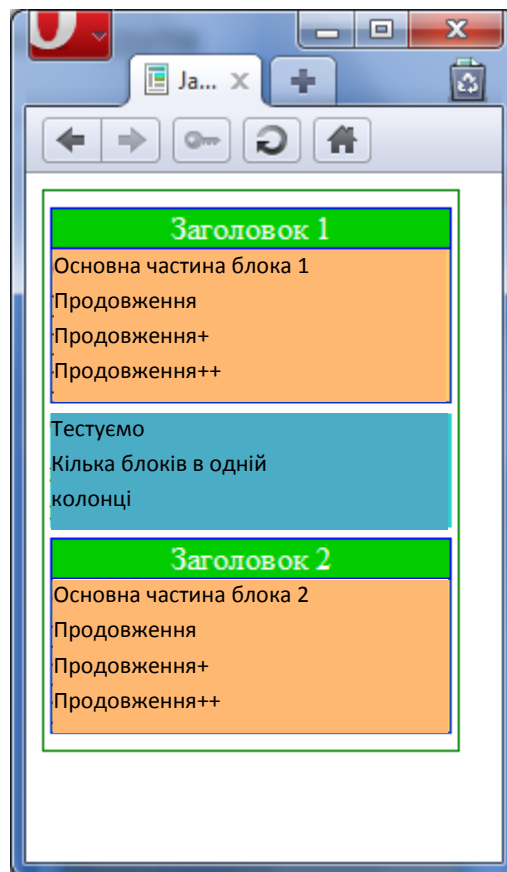 Ja...
Заголовок 1
Основна частина блока 1
Продовження
Продовження+
Продовження++
Тестуємо
Кілька блоків в одній
колонці
Заголовок 2
Основна частина блока 2
Продовження
Продовження+
Продовження++